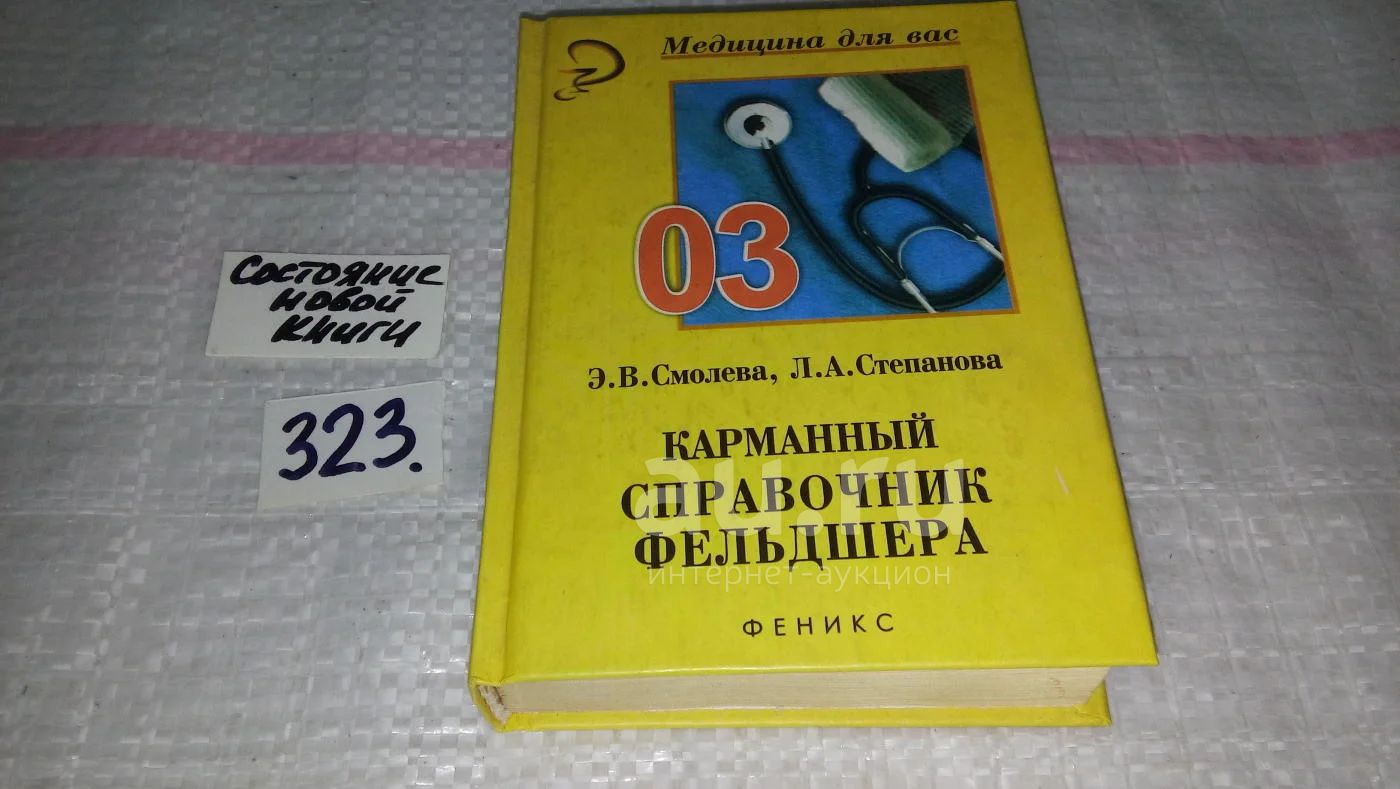 Медицина для вас
03
Э.В.Смолева, Л.А.Степанова
КАРМАННЫЙ
СПРАВОЧНИК
ФЕЛЬДШЕРА
ФЕНИКС
Состояние
новой
книги
323.
au.ru
интернет-аукцион